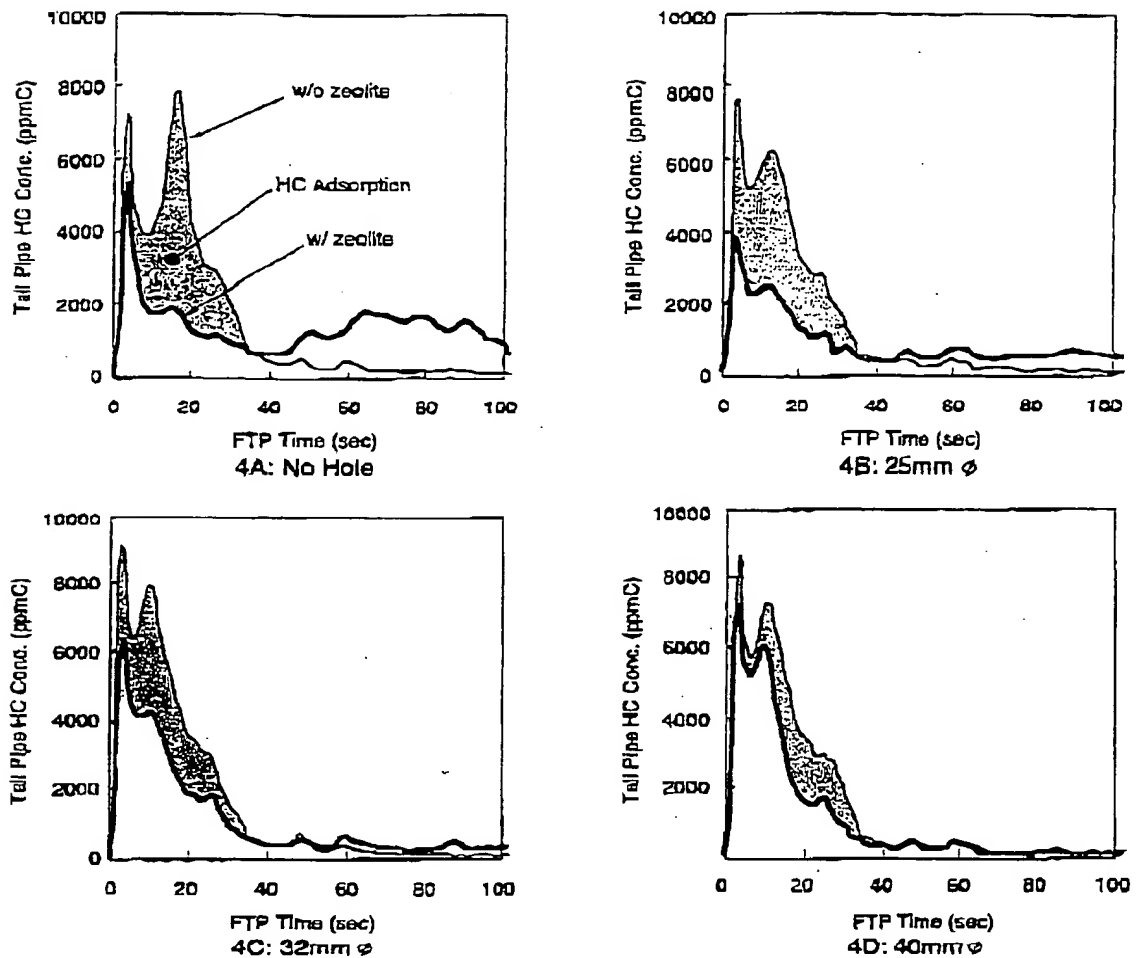 10000
8000
6000
4000
2000
0
Tail Pipe HC Conc. (ppmC)
w/o zeolite
HC Adsorption
w/ zeolite
0 20 40 60 80 100
FTP Time (sec)
4A: No Hole
10000
8000
6000
4000
2000
0
Tail Pipe HC Conc. (ppmC)
0 20 40 60 80 100
FTP Time (sec)
4B: 25mm ø
10000
8000
6000
4000
2000
0
Tail Pipe HC Conc. (ppmC)
0 20 40 60 80 100
FTP Time (sec)
4C: 32mm ø
10000
8000
6000
4000
2000
Tail Pipe HC Conc. (ppmC)
0 20 40 60 80 100
FTP Time (sec)
4D: 40mm ø